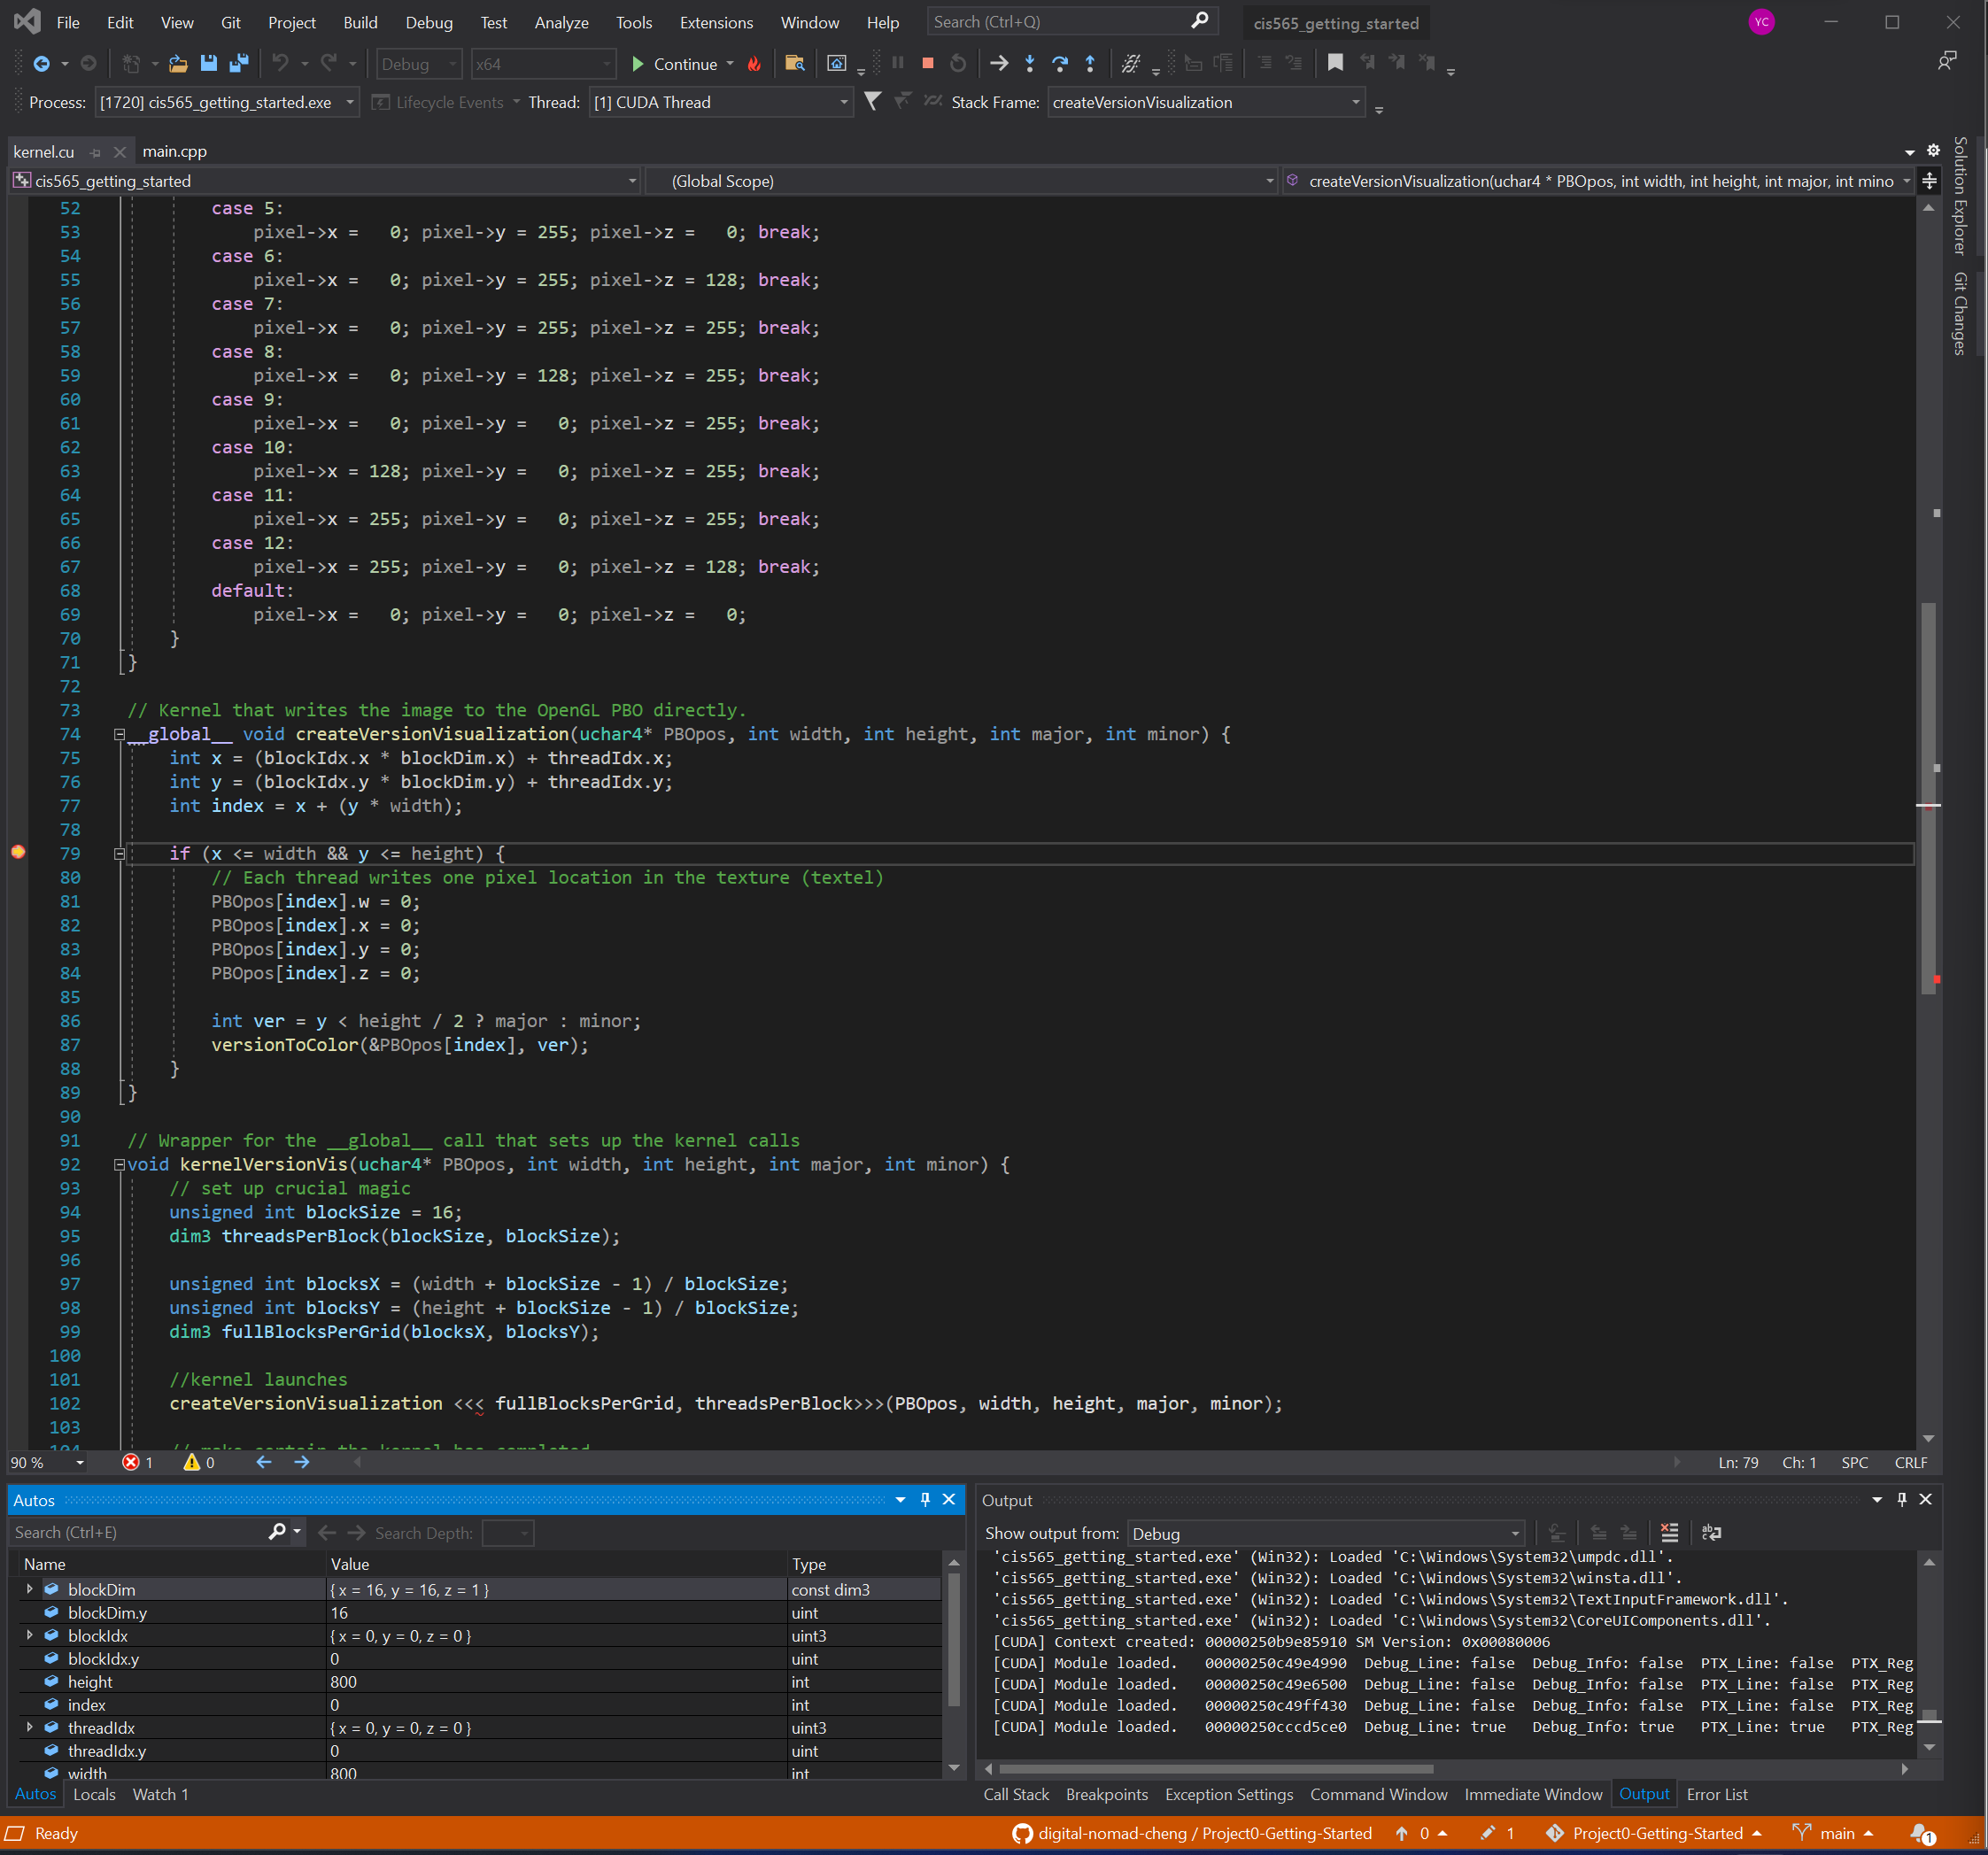 File Edit View Git Project Build Debug Test Analyze Tools Extensions Window Help Search (Ctrl+Q) cis565_getting_started YC
Debug x64 Continue
Process: [1720] cis565_getting_started.exe Lifecycle Events Thread: [1] CUDA Thread Stack Frame: createVersionVisualization
kernel.cu main.cpp
cis565_getting_started (Global Scope) createVersionVisualization(uchar4 * PBOpos, int width, int height, int major, int mino
Solution Explorer
Git Changes
52 case 5:
53 pixel->x = 0; pixel->y = 255; pixel->z = 0; break;
54 case 6:
55 pixel->x = 0; pixel->y = 255; pixel->z = 128; break;
56 case 7:
57 pixel->x = 0; pixel->y = 255; pixel->z = 255; break;
58 case 8:
59 pixel->x = 0; pixel->y = 128; pixel->z = 255; break;
60 case 9:
61 pixel->x = 0; pixel->y = 0; pixel->z = 255; break;
62 case 10:
63 pixel->x = 128; pixel->y = 0; pixel->z = 255; break;
64 case 11:
65 pixel->x = 255; pixel->y = 0; pixel->z = 255; break;
66 case 12:
67 pixel->x = 255; pixel->y = 0; pixel->z = 128; break;
68 default:
69 pixel->x = 0; pixel->y = 0; pixel->z = 0;
70 }
71 }
72
73 // Kernel that writes the image to the OpenGL PBO directly.
74 __global__ void createVersionVisualization(uchar4* PBOpos, int width, int height, int major, int minor) {
75 int x = (blockIdx.x * blockDim.x) + threadIdx.x;
76 int y = (blockIdx.y * blockDim.y) + threadIdx.y;
77 int index = x + (y * width);
78
79 if (x <= width && y <= height) {
80 // Each thread writes one pixel location in the texture (textel)
81 PBOpos[index].w = 0;
82 PBOpos[index].x = 0;
83 PBOpos[index].y = 0;
84 PBOpos[index].z = 0;
85
86 int ver = y < height / 2 ? major : minor;
87 versionToColor(&PBOpos[index], ver);
88 }
89 }
90
91 // Wrapper for the __global__ call that sets up the kernel calls
92 void kernelVersionVis(uchar4* PBOpos, int width, int height, int major, int minor) {
93 // set up crucial magic
94 unsigned int blockSize = 16;
95 dim3 threadsPerBlock(blockSize, blockSize);
96
97 unsigned int blocksX = (width + blockSize - 1) / blockSize;
98 unsigned int blocksY = (height + blockSize - 1) / blockSize;
99 dim3 fullBlocksPerGrid(blocksX, blocksY);
100
101 //kernel launches
102 createVersionVisualization <<< fullBlocksPerGrid, threadsPerBlock>>>(PBOpos, width, height, major, minor);
103
104 // make certain the kernel has completed
90 % 1 0 Ln: 79 Ch: 1 SPC CRLF
Autos
Search (Ctrl+E) Search Depth:
Name Value Type
blockDim { x = 16, y = 16, z = 1 } const dim3
blockDim.y 16 uint
blockIdx { x = 0, y = 0, z = 0 } uint3
blockIdx.y 0 uint
height 800 int
index 0 int
threadIdx { x = 0, y = 0, z = 0 } uint3
threadIdx.y 0 uint
width 800 int
Autos Locals Watch 1
Output
Show output from: Debug
'cis565_getting_started.exe' (Win32): Loaded 'C:\Windows\System32\umpdc.dll'.
'cis565_getting_started.exe' (Win32): Loaded 'C:\Windows\System32\winsta.dll'.
'cis565_getting_started.exe' (Win32): Loaded 'C:\Windows\System32\TextInputFramework.dll'.
'cis565_getting_started.exe' (Win32): Loaded 'C:\Windows\System32\CoreUIComponents.dll'.
[CUDA] Context created: 00000250b9e85910 SM Version: 0x00080006
[CUDA] Module loaded. 00000250c49e4990 Debug_Line: false Debug_Info: false PTX_Line: false PTX_Reg
[CUDA] Module loaded. 00000250c49e6500 Debug_Line: false Debug_Info: false PTX_Line: false PTX_Reg
[CUDA] Module loaded. 00000250c49ff430 Debug_Line: false Debug_Info: false PTX_Line: false PTX_Reg
[CUDA] Module loaded. 00000250cccd5ce0 Debug_Line: true Debug_Info: true PTX_Line: true PTX_Reg
Call Stack Breakpoints Exception Settings Command Window Immediate Window Output Error List
Ready digital-nomad-cheng / Project0-Getting-Started 0 1 Project0-Getting-Started main 1